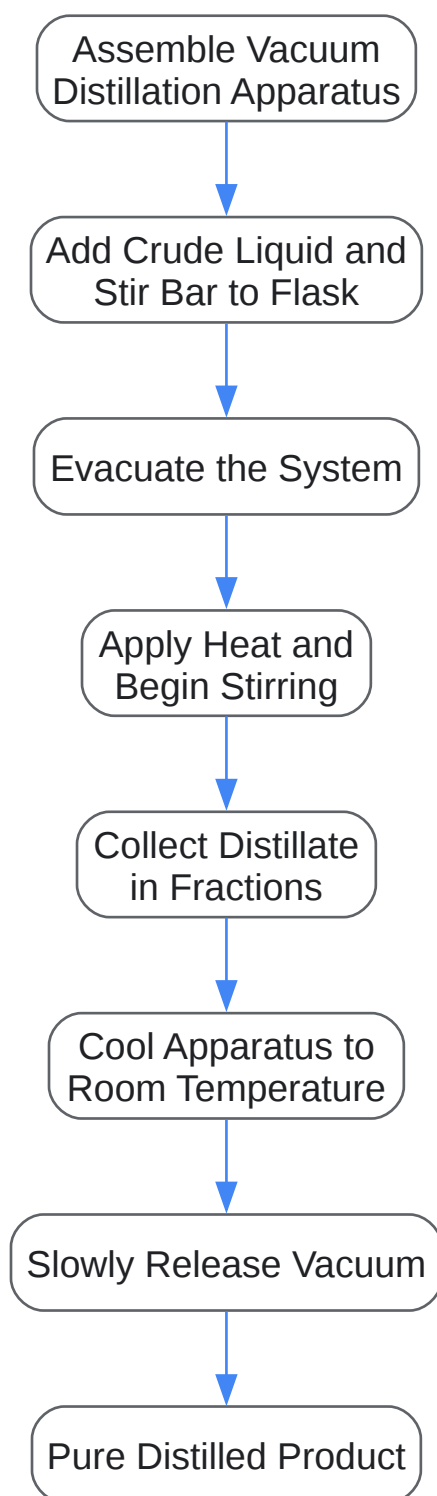 Assemble Vacuum
Distillation Apparatus
Add Crude Liquid and
Stir Bar to Flask
Evacuate the System
Apply Heat and
Begin Stirring
Collect Distillate
in Fractions
Cool Apparatus to
Room Temperature
Slowly Release Vacuum
Pure Distilled Product